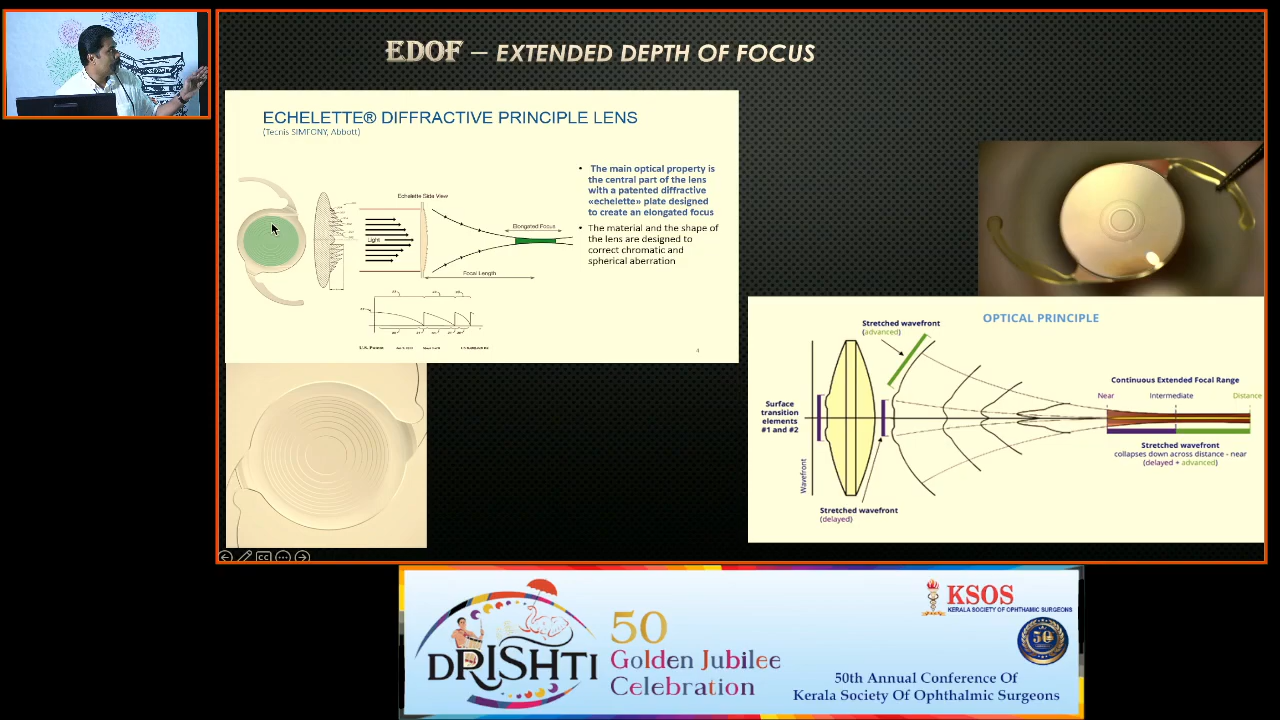 EDOF – EXTENDED DEPTH OF FOCUS
ECHELETTE® DIFFRACTIVE PRINCIPLE LENS
(Tecnis SIMFONY, Abbott)
• The main optical property is
the central part of the lens
with a patented diffractive
«echelette» plate designed
to create an elongated focus
• The material and the shape of
the lens are designed to
correct chromatic and
spherical aberration
Echelette Side View
Light
Elongated Focus
Focal Length
U.S. Patent
4
OPTICAL PRINCIPLE
Stretched wavefront
(advanced)
Surface
transition
elements
#1 and #2
Wavefront
Stretched wavefront
(delayed)
Continuous Extended Focal Range
Near Intermediate Distance
Stretched wavefront
collapses down across distance - near
(delayed + advanced)
CC
DRISHTI
50
Golden Jubilee
Celebration
KSOS
KERALA SOCIETY OF OPHTHAMIC SURGEONS
50
50th Annual Conference Of
Kerala Society Of Ophthalmic Surgeons